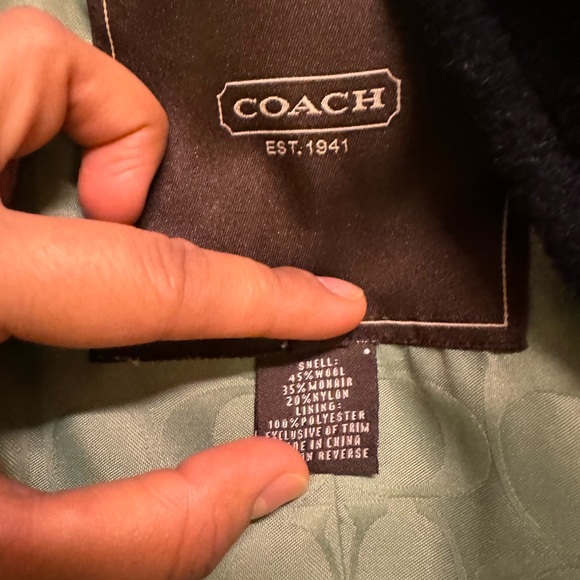 COACH
EST. 1941
SHELL:
45%WOOL
35%MOHAIR
20%NYLON
LINING:
100%POLYESTER
EXCLUSIVE OF TRIM
IN CHINA
REVERSE